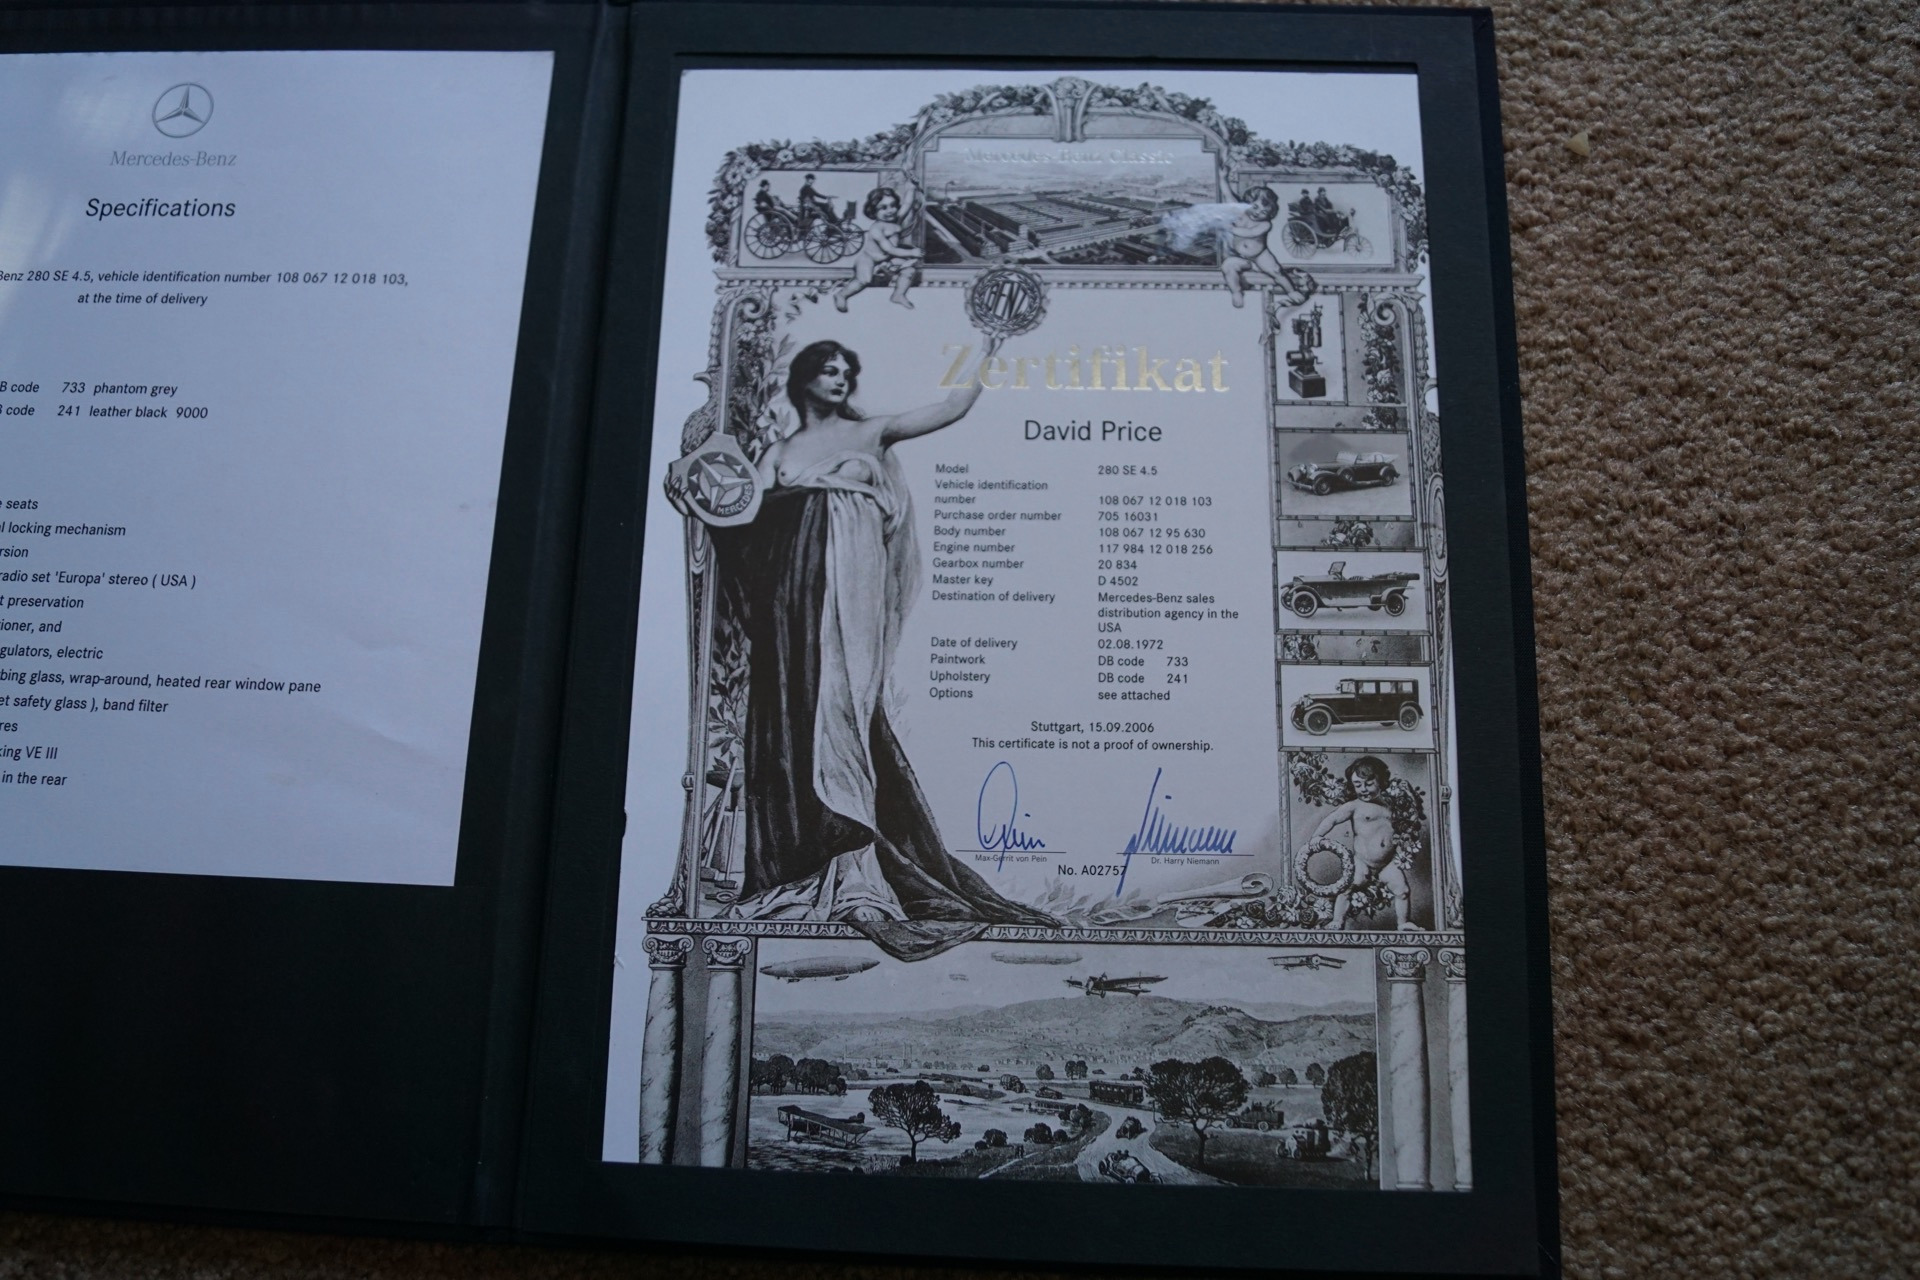 Mercedes-Benz
Specifications
Benz 280 SE 4.5, vehicle identification number 108 067 12 018 103,
at the time of delivery
B code 733 phantom grey
code 241 leather black 9000
seats
locking mechanism
radio set 'Europa' stereo ( USA )
preservation
and
electric
glass, wrap-around, heated rear window pane
safety glass ), band filter
VE III
in the rear
Mercedes-Benz Classic
BENZ
Zertifikat
David Price
MERCEDES
Model 280 SE 4.5
Vehicle identification
number 108 067 12 018 103
Purchase order number 705 16031
Body number 108 067 12 95 630
Engine number 117 984 12 018 256
Gearbox number 20 834
Master key D 4502
Destination of delivery Mercedes-Benz sales
distribution agency in the
USA
Date of delivery 02.08.1972
Paintwork DB code 733
Upholstery DB code 241
Options see attached
Stuttgart, 15.09.2006
This certificate is not a proof of ownership.
Max-Gerrit von Pein Dr. Harry Niemann
No. A02757